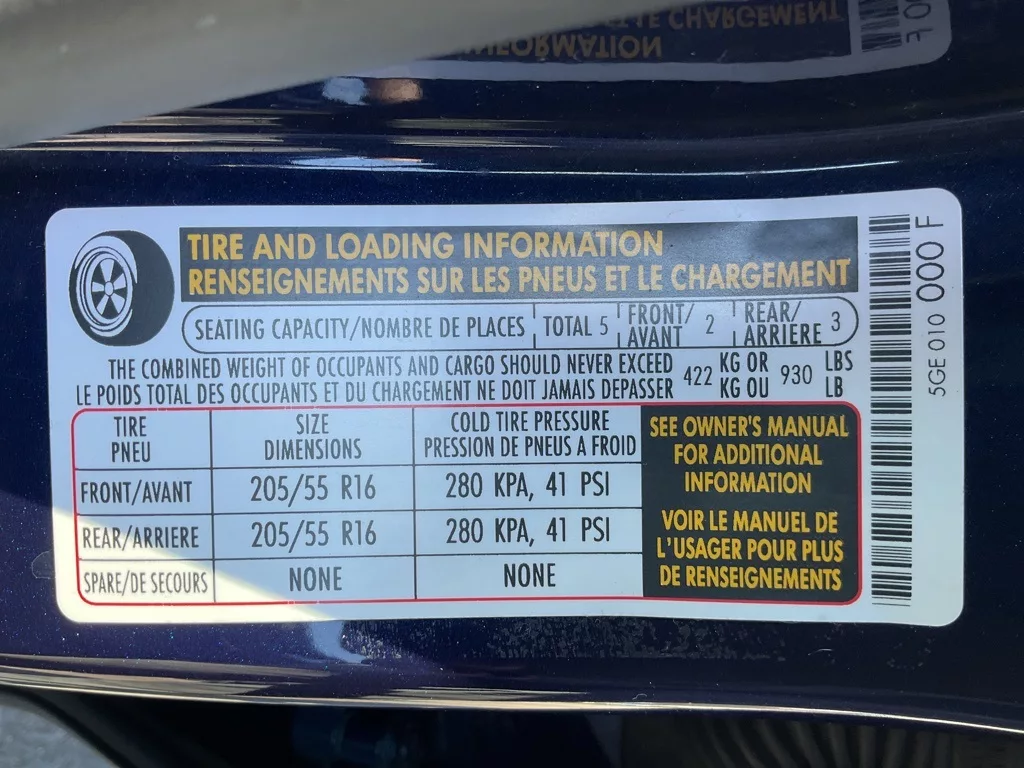 TIRE AND LOADING INFORMATION
RENSEIGNEMENTS SUR LES PNEUS ET LE CHARGEMENT
SEATING CAPACITY/NOMBRE DE PLACES TOTAL 5 FRONT/AVANT 2 REAR/ARRIERE 3
THE COMBINED WEIGHT OF OCCUPANTS AND CARGO SHOULD NEVER EXCEED 422 KG OR 930 LBS
LE POIDS TOTAL DES OCCUPANTS ET DU CHARGEMENT NE DOIT JAMAIS DEPASSER KG OU LB
TIRE SIZE COLD TIRE PRESSURE
PNEU DIMENSIONS PRESSION DE PNEUS A FROID
FRONT/AVANT 205/55 R16 280 KPA, 41 PSI
REAR/ARRIERE 205/55 R16 280 KPA, 41 PSI
SPARE/DE SECOURS NONE NONE
SEE OWNER'S MANUAL
FOR ADDITIONAL
INFORMATION
VOIR LE MANUEL DE
L'USAGER POUR PLUS
DE RENSEIGNEMENTS
5GE 010 000 F
ET LE CHARGEMENT
INFORMATION